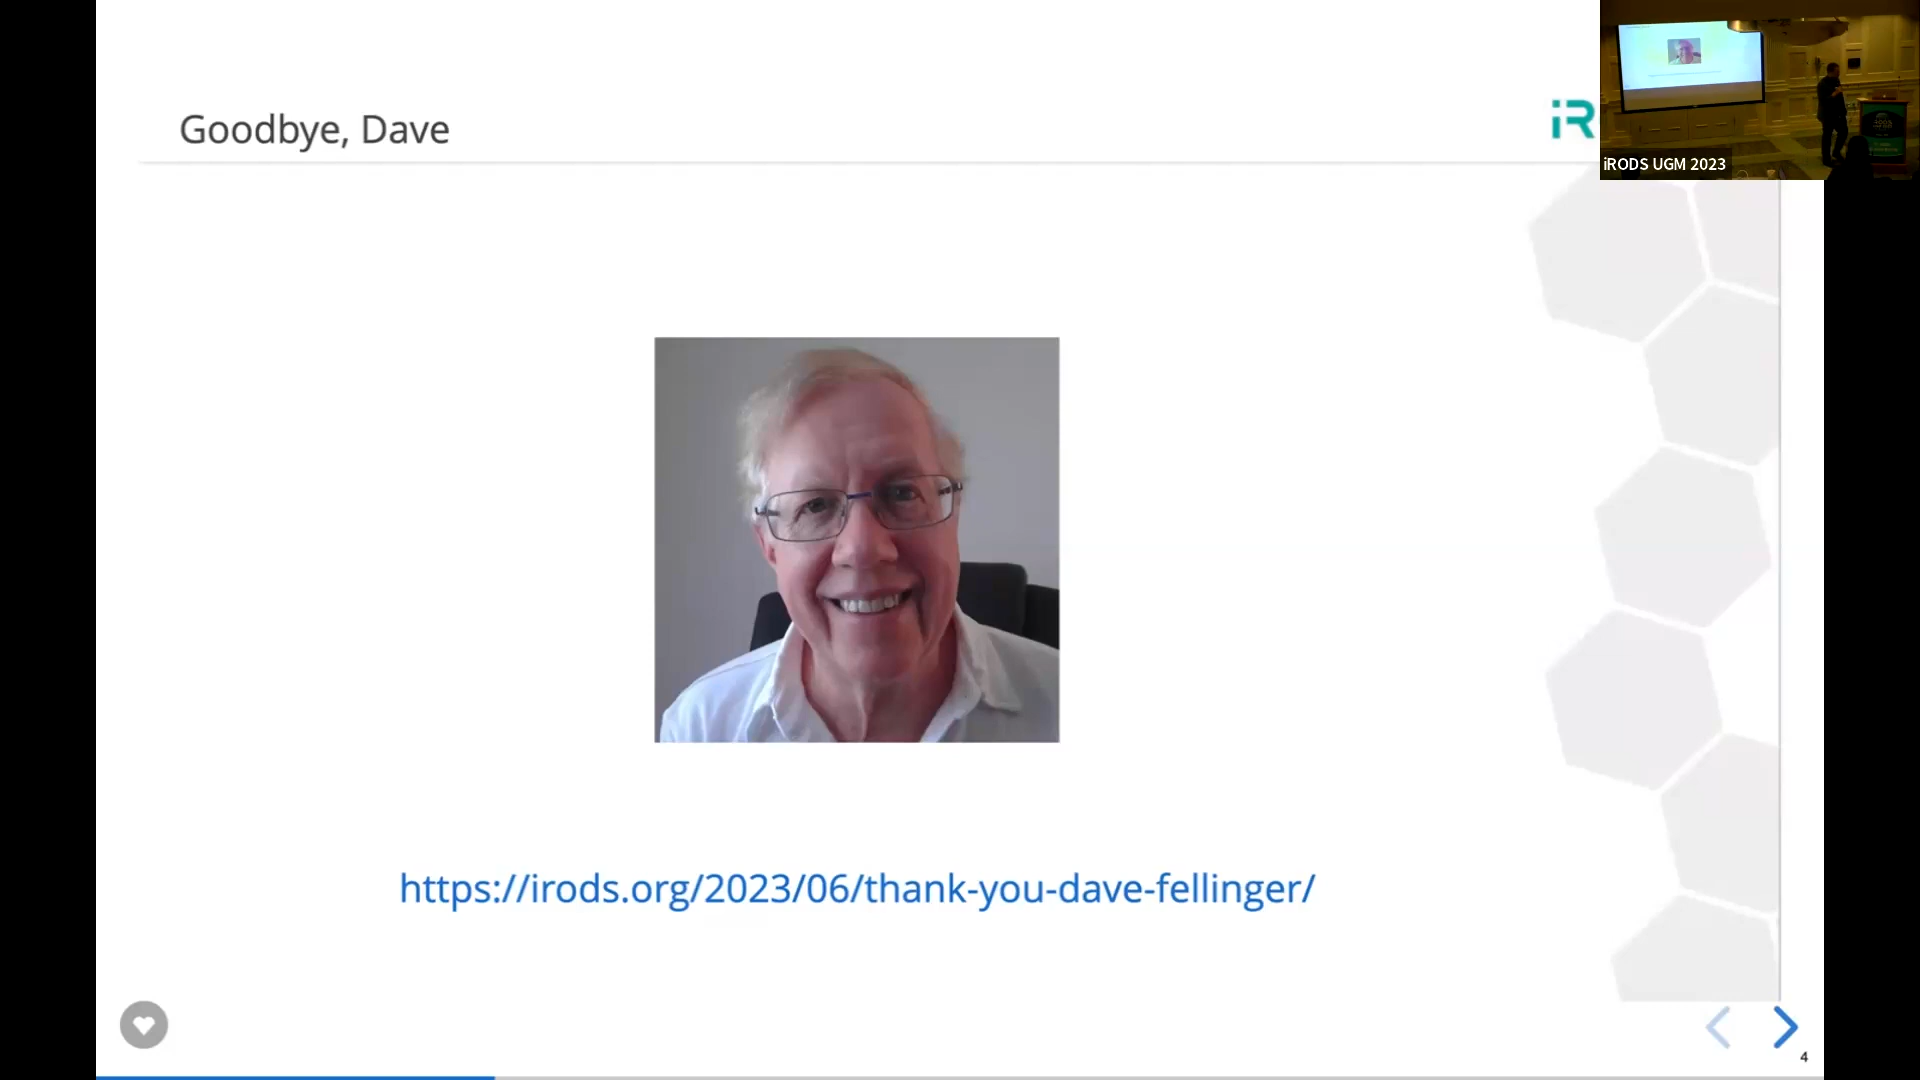 Goodbye, Dave
iR
iRODS UGM 2023
https://irods.org/2023/06/thank-you-dave-fellinger/
4